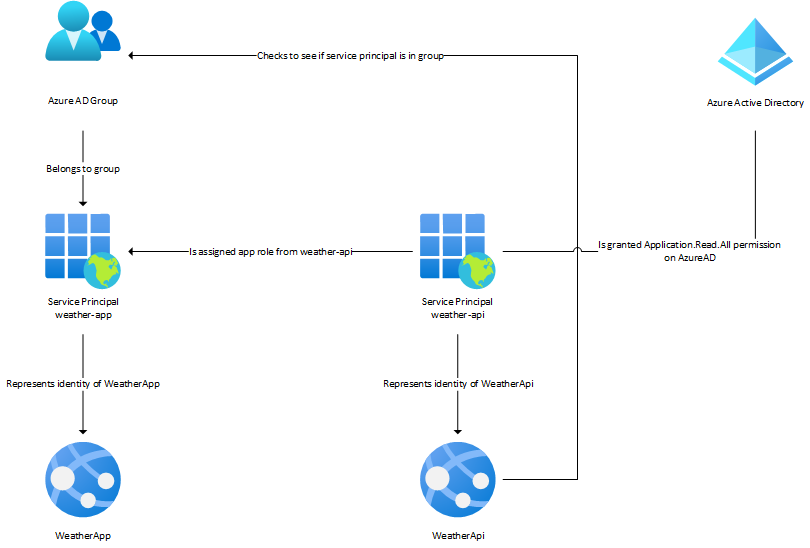 Checks to see if service principal is in group
Azure AD Group
Azure Active Directory
Belongs to group
Is assigned app role from weather-api
Is granted Application.Read.All permission
on AzureAD
Service Principal
weather-app
Service Principal
weather-api
Represents identity of WeatherApp
Represents identity of WeatherApi
WeatherApp
WeatherApi